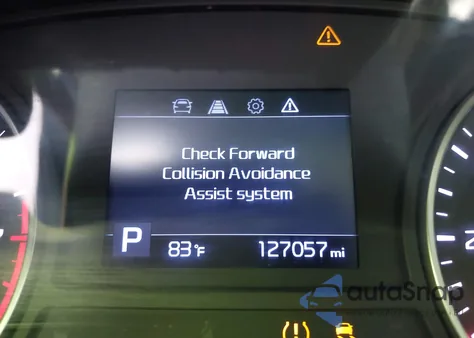 Check Forward
Collision Avoidance
Assist system
P 83°F 127057 mi
autoSnap